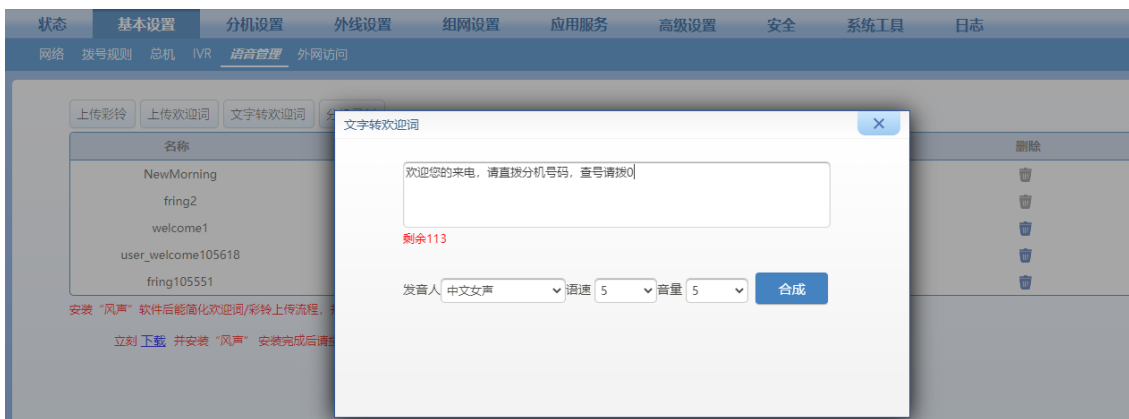 状态 基本设置 分机设置 外线设置 组网设置 应用服务 高级设置 安全 系统工具 日志
网络 拨号规则 总机 IVR 语音管理 外网访问
上传彩铃 上传欢迎词 文字转欢迎词
文字转欢迎词
名称 删除
欢迎您的来电，请直拨分机号码，查号请拨0
NewMorning
fring2
welcome1
剩余113
user_welcome105618
fring105551
发音人 中文女声 语速 5 音量 5 合成
安装“风声”软件后能简化欢迎词/彩铃上传流程，
立刻 下载 并安装“风声” 安装完成后请